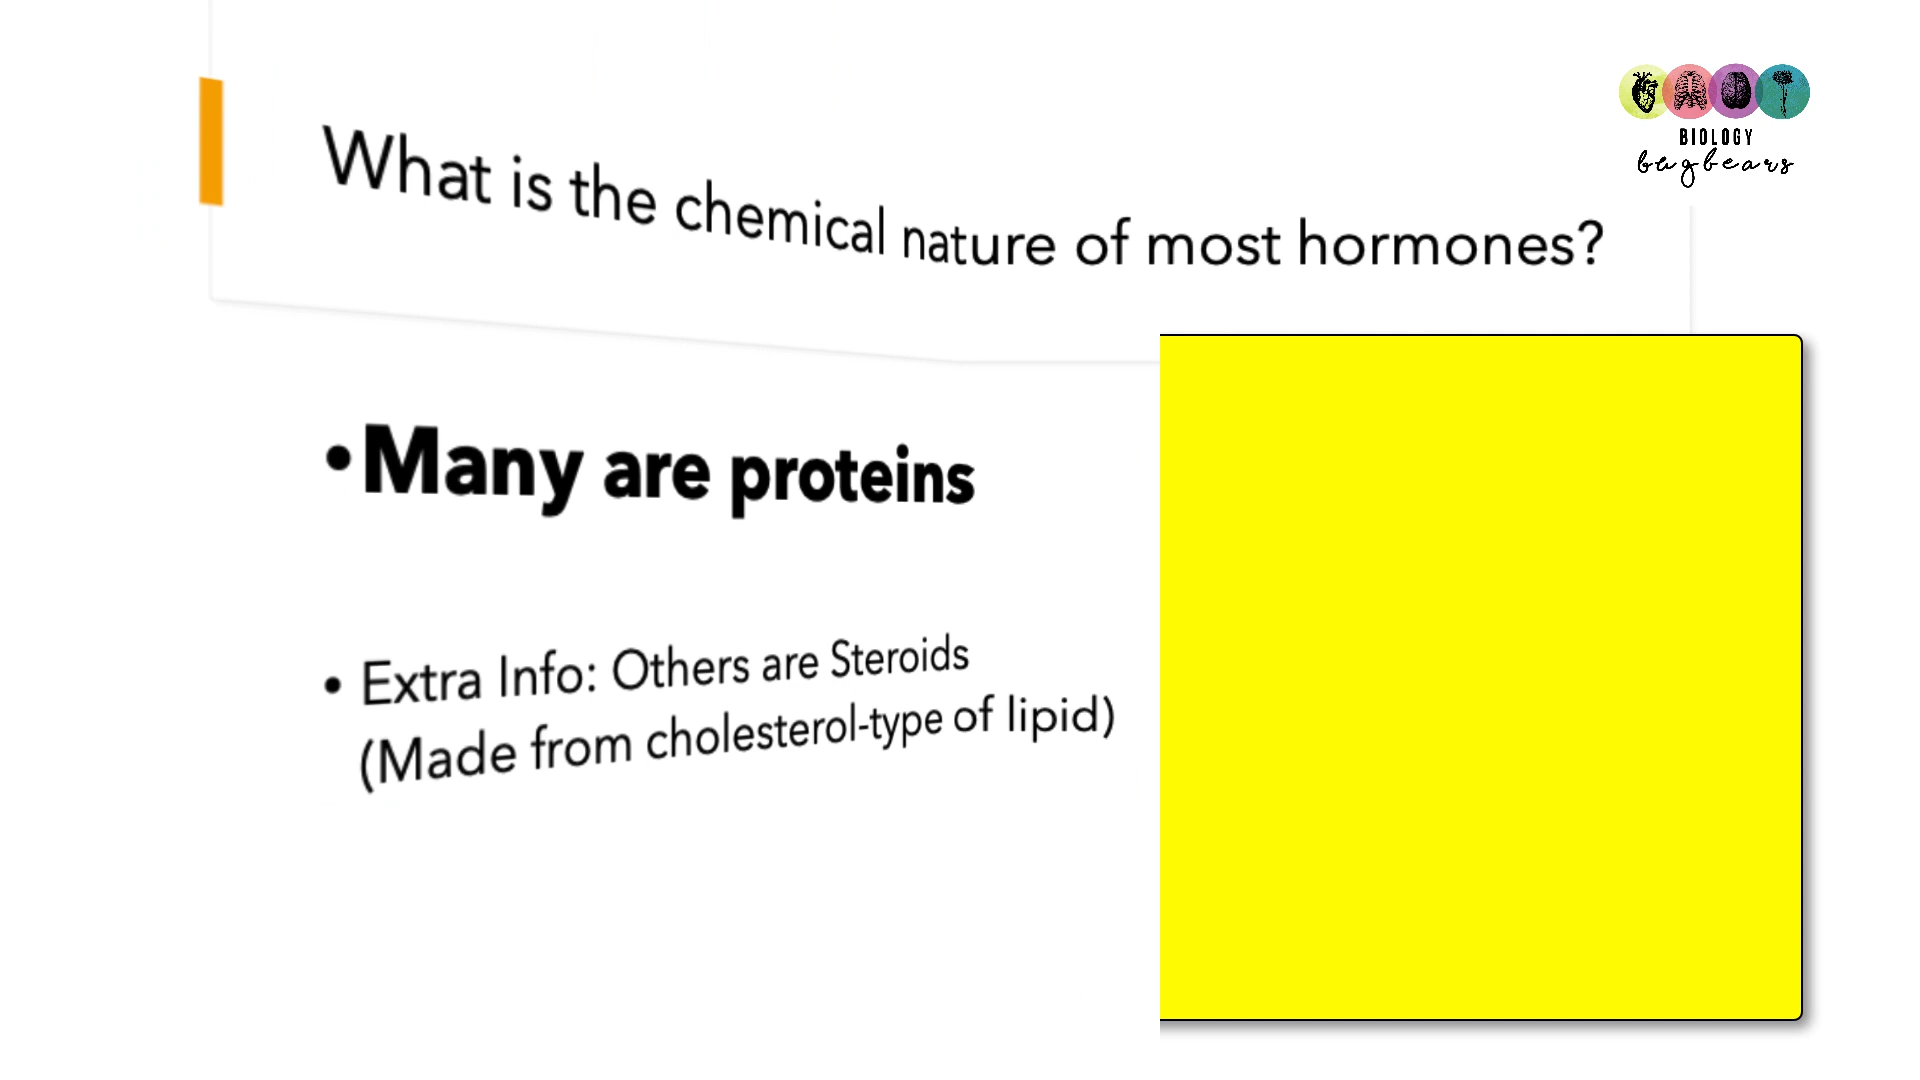 BIOLOGY
bugbears
What is the chemical nature of most hormones?
•Many are proteins
• Extra Info: Others are Steroids
(Made from cholesterol-type of lipid)